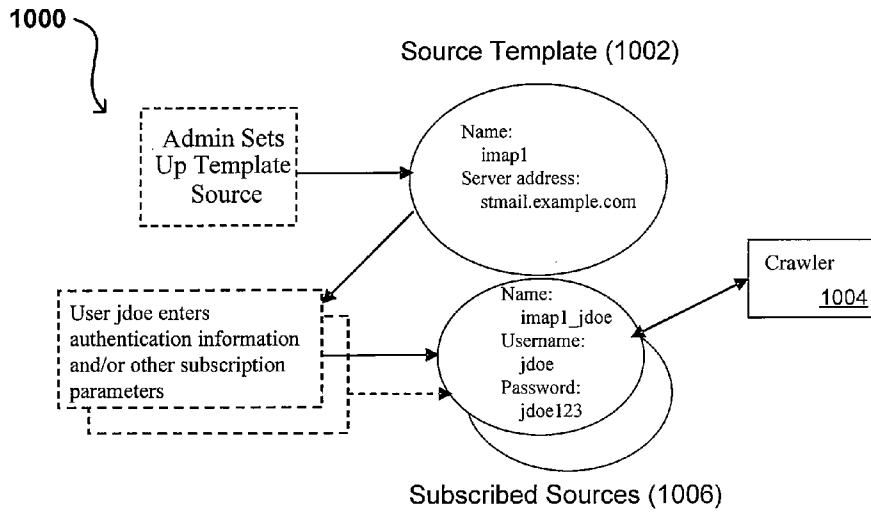 1000
Source Template (1002)
Admin Sets
Up Template
Source
Name:
imap1
Server address:
stmail.example.com
Crawler
1004
User jdoe enters
authentication information
and/or other subscription
parameters
Name:
imap1_jdoe
Username:
jdoe
Password:
jdoe123
Subscribed Sources (1006)